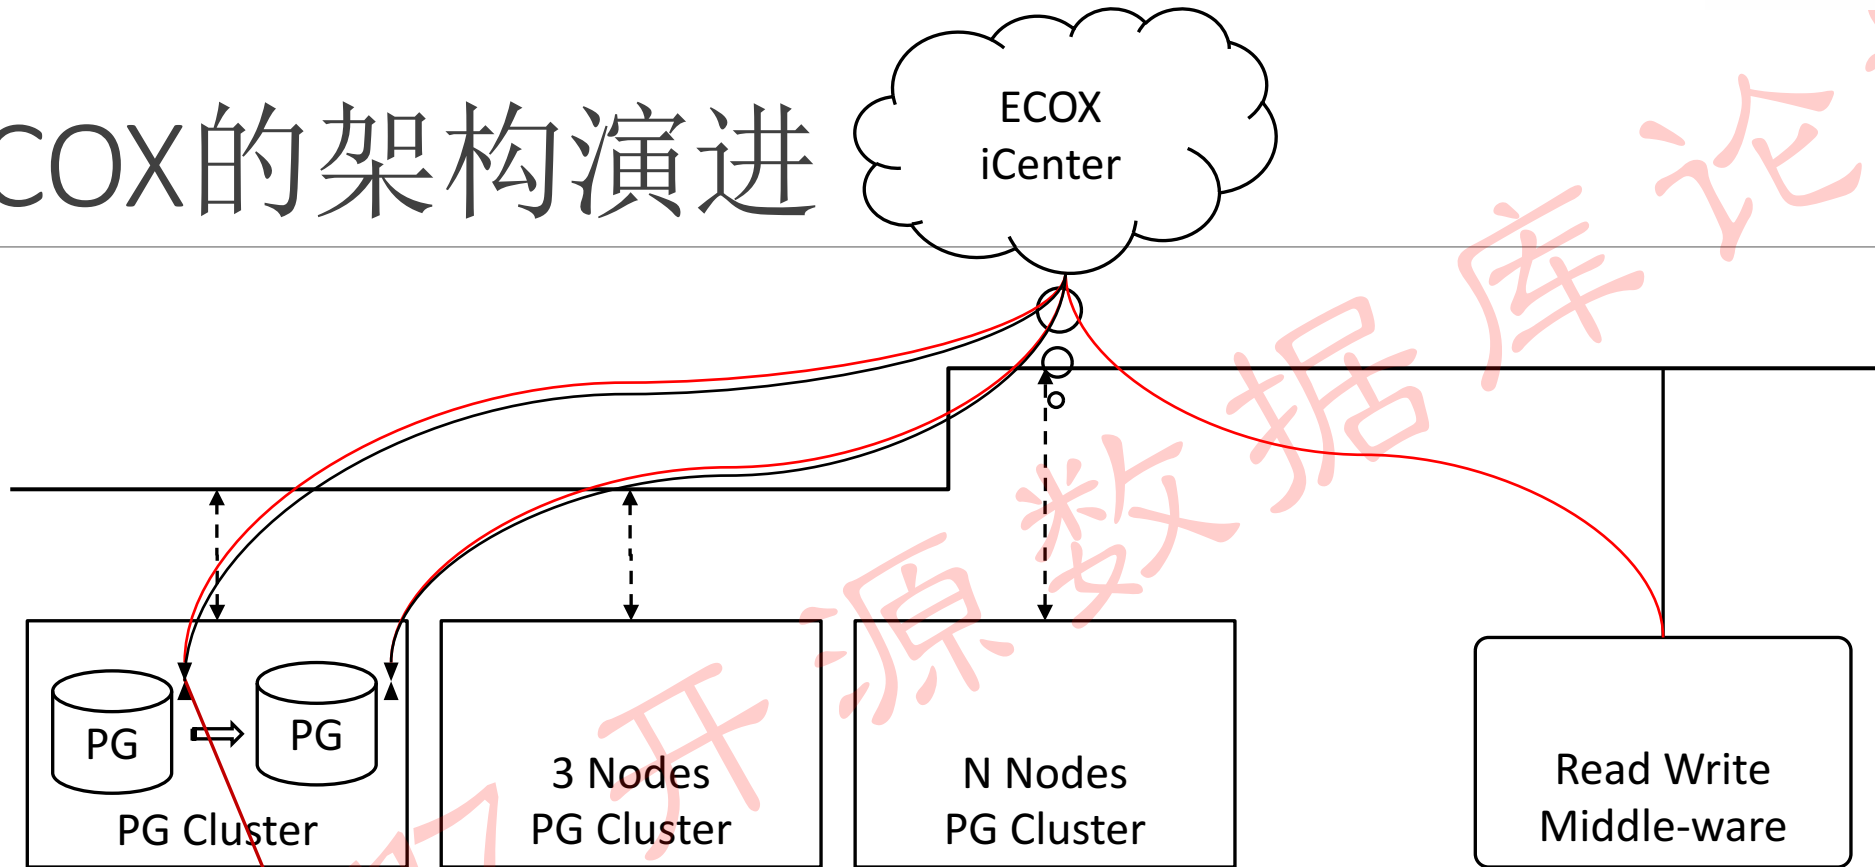 COX的架构演进
ECOX
iCenter
PG
PG
PG Cluster
3 Nodes
PG Cluster
N Nodes
PG Cluster
Read Write
Middle-ware
开源数据库论